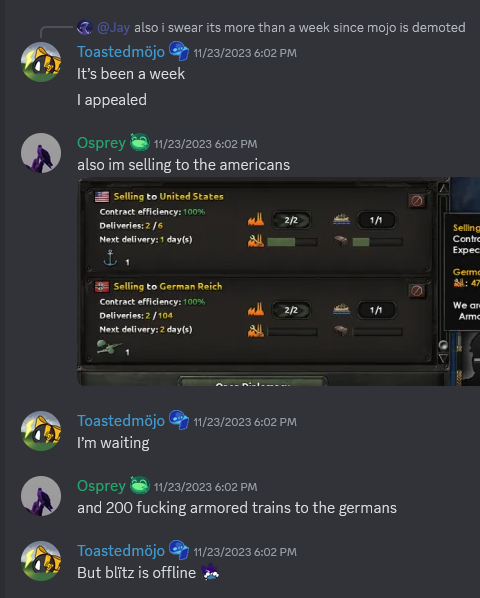 @Jay also i swear its more than a week since mojo is demoted
Toastedmöjo 11/23/2023 6:02 PM
It's been a week
I appealed
Osprey 11/23/2023 6:02 PM
also im selling to the americans
Selling to United States
Contract efficiency: 100%
Deliveries: 2 / 6
Next delivery: 1 day(s)
2/2
1/1
1
Selling to German Reich
Contract efficiency: 100%
Deliveries: 2 / 104
Next delivery: 2 day(s)
2/2
1/1
1
Selling
Contra
Expec
Germa
: 47
We are
Armo
Toastedmöjo 11/23/2023 6:02 PM
I'm waiting
Osprey 11/23/2023 6:02 PM
and 200 fucking armored trains to the germans
Toastedmöjo 11/23/2023 6:02 PM
But blïtz is offline